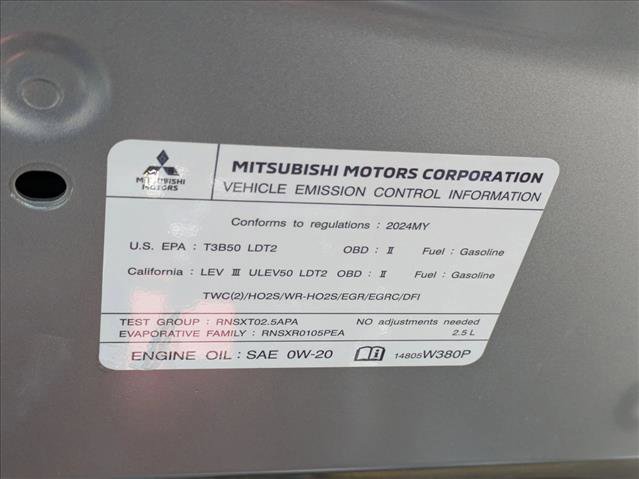 MITSUBISHI
MOTORS
MITSUBISHI MOTORS CORPORATION
VEHICLE EMISSION CONTROL INFORMATION
Conforms to regulations : 2024MY
U.S. EPA : T3B50 LDT2 OBD : II Fuel : Gasoline
California : LEV III ULEV50 LDT2 OBD : II Fuel : Gasoline
TWC(2)/HO2S/WR-HO2S/EGR/EGRC/DFI
TEST GROUP : RNSXT02.5APA No adjustments needed
EVAPORATIVE FAMILY : RNSXR0105PEA 2.5 L
ENGINE OIL : SAE 0W-20 14805W380P